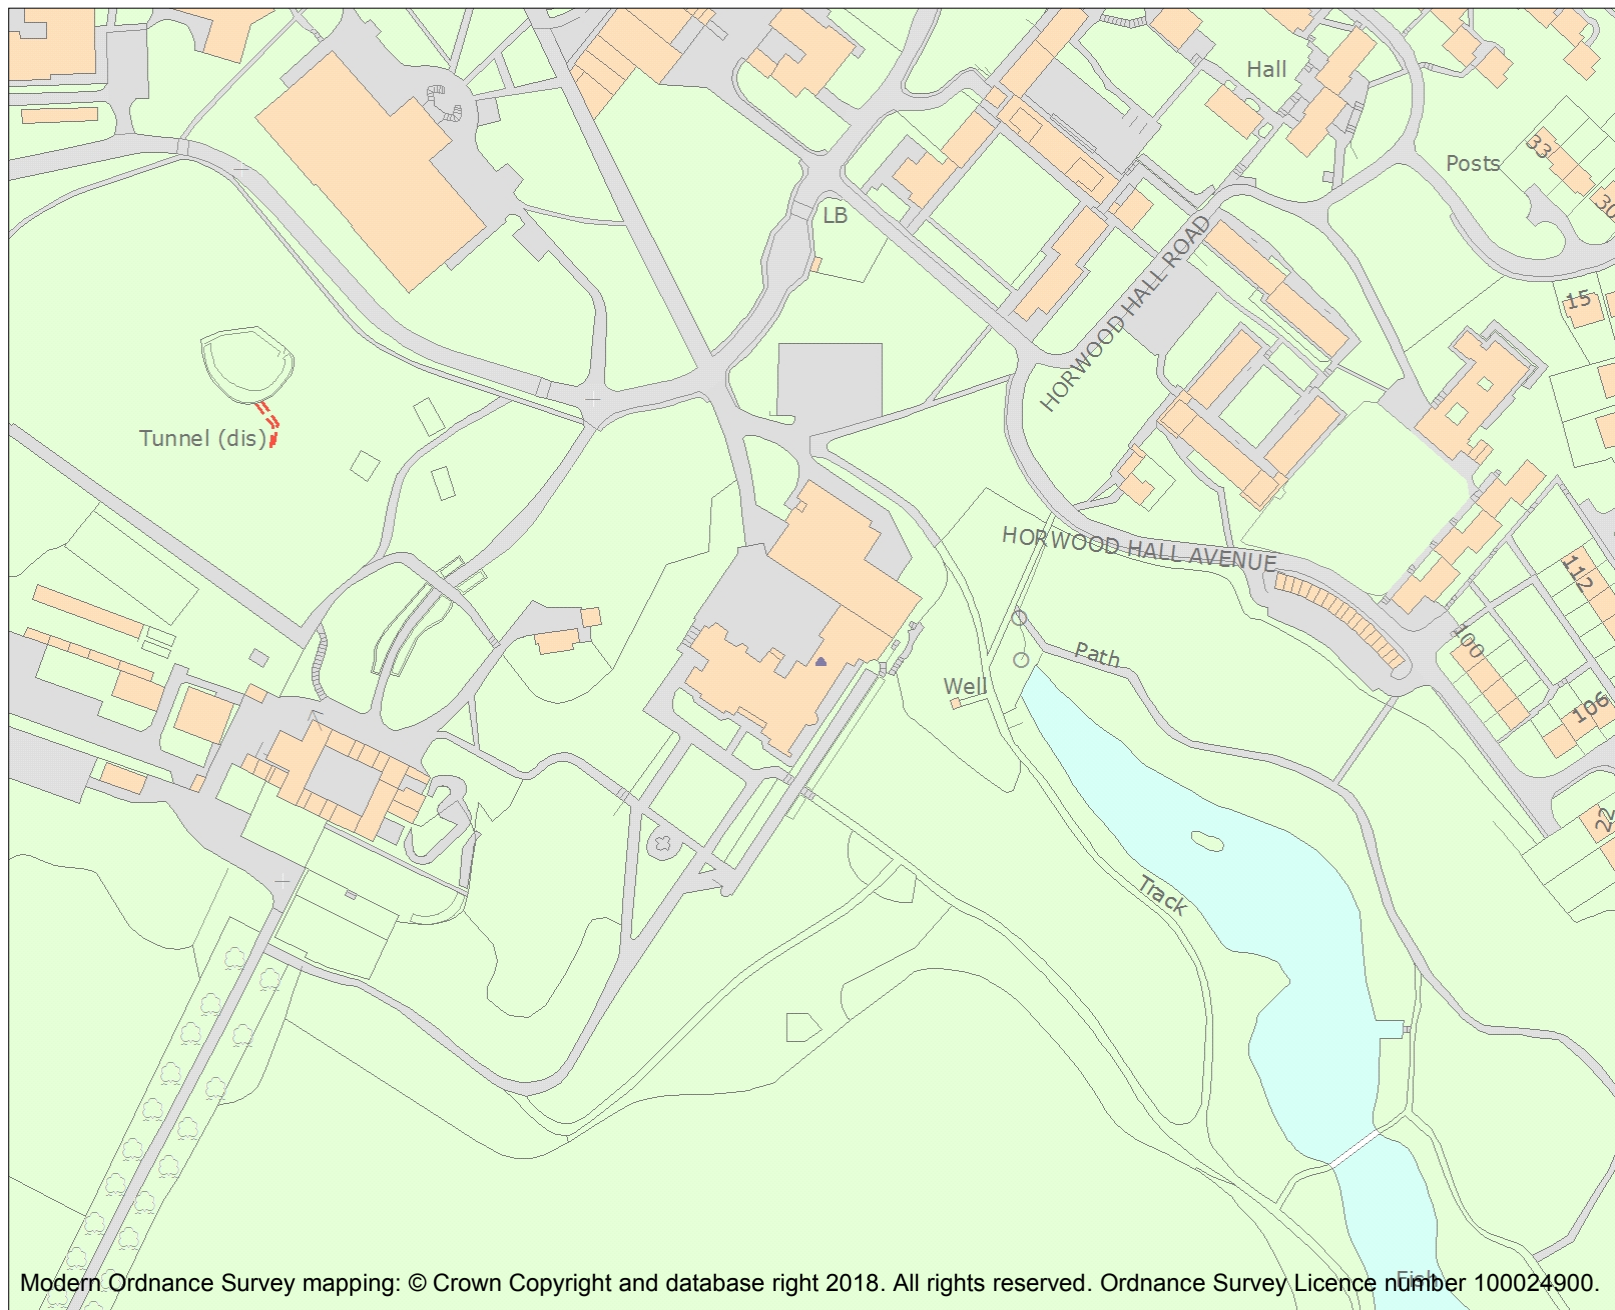 Hall
33
Posts
30
LB
HORWOOD HALL ROAD
15
Tunnel (dis)
HORWOOD HALL AVENUE
112
100
Path
Well
106
22
Track
Fish
Modern Ordnance Survey mapping: © Crown Copyright and database right 2018. All rights reserved. Ordnance Survey Licence number 100024900.